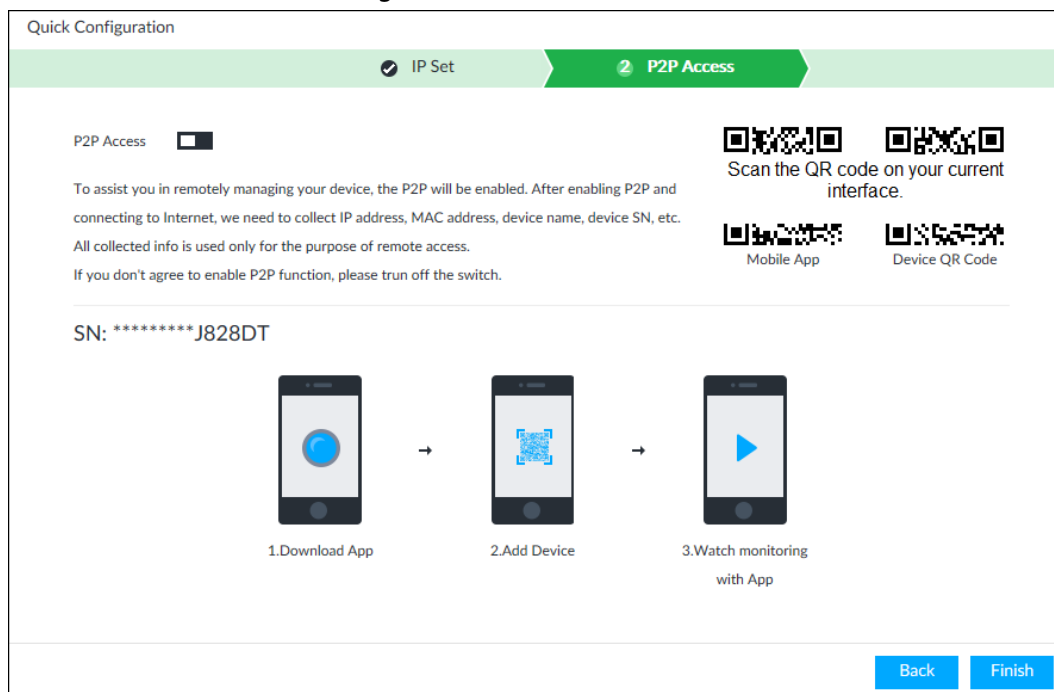 Quick Configuration
IP Set
2 P2P Access
P2P Access
To assist you in remotely managing your device, the P2P will be enabled. After enabling P2P and
connecting to Internet, we need to collect IP address, MAC address, device name, device SN, etc.
All collected info is used only for the purpose of remote access.
If you don't agree to enable P2P function, please trun off the switch.
Scan the QR code on your current
interface.
Mobile App
Device QR Code
SN: *********J828DT
1.Download App
2.Add Device
3.Watch monitoring
with App
Back
Finish